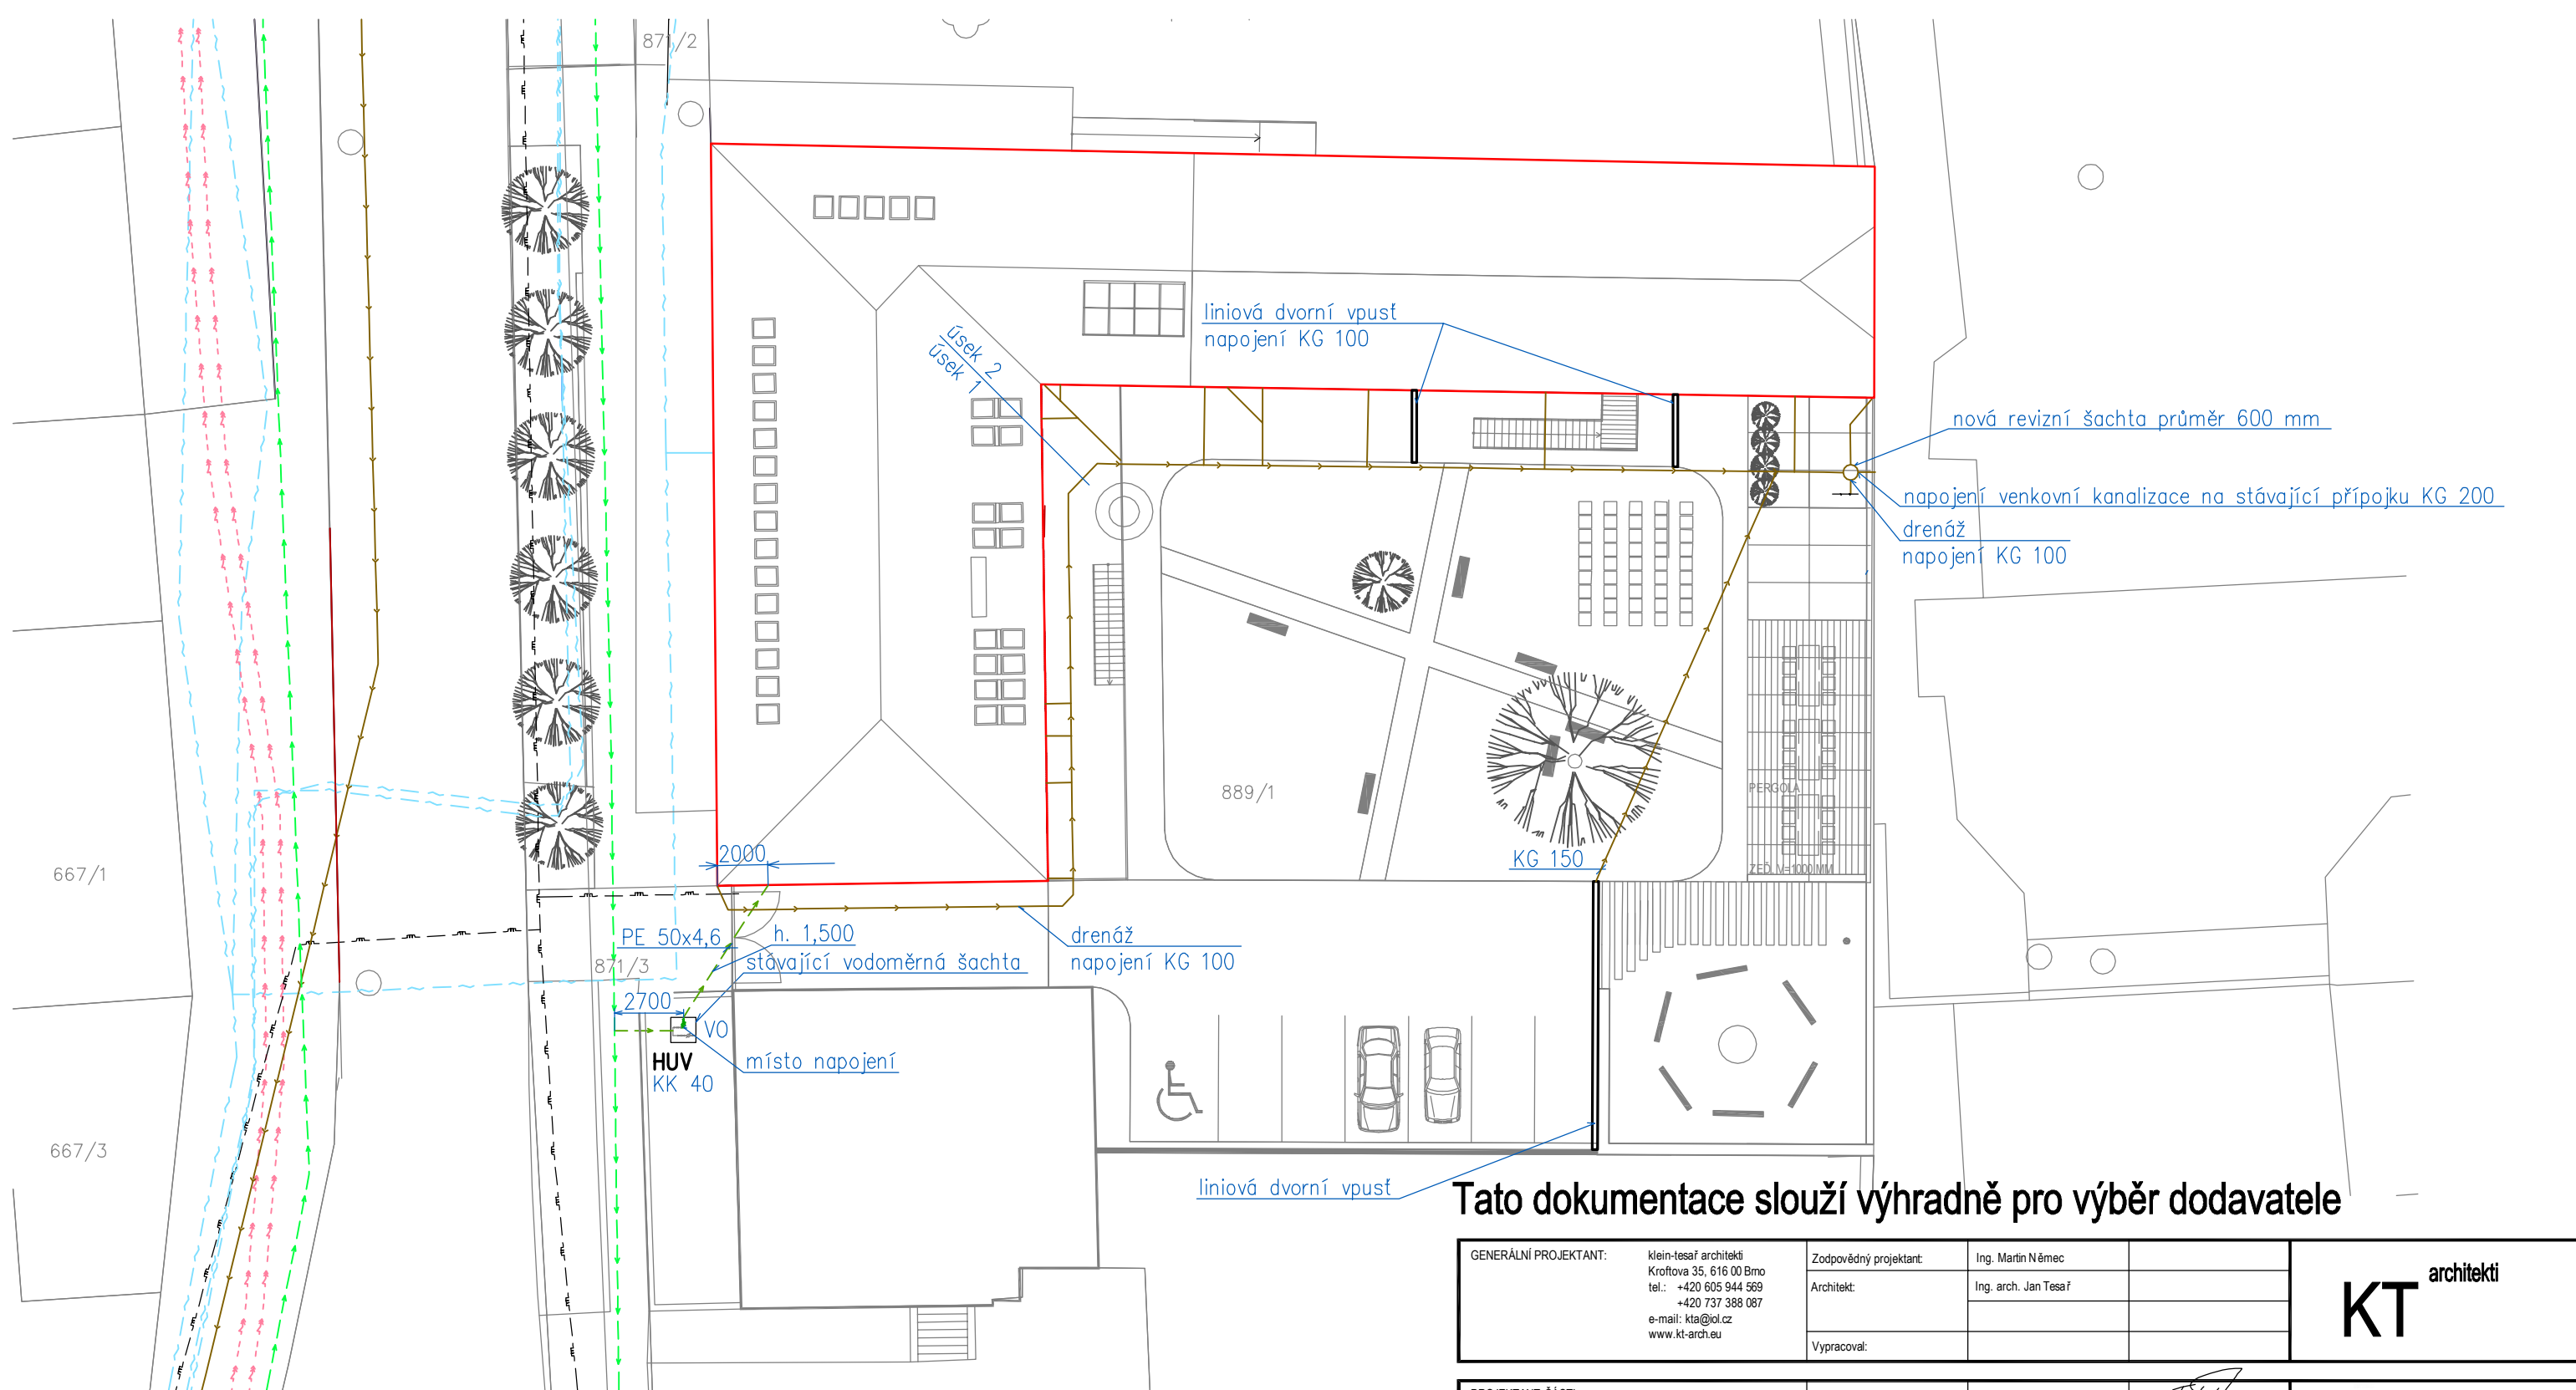 871/2
liniová dvorní vpusť
napojení KG 100
úsek 2
úsek 1
nová revizní šachta průměr 600 mm
napojení venkovní kanalizace na stávající přípojku KG 200
drenáž
napojení KG 100
889/1
PERGOLA
KG 150
ZEĎ, V=1000 MM
667/1
2000
PE 50x4,6
h. 1,500
drenáž
napojení KG 100
871/3
stávající vodoměrná šachta
2700
VO
HUV
KK 40
místo napojení
667/3
liniová dvorní vpusť
Tato dokumentace slouží výhradně pro výběr dodavatele
GENERÁLNÍ PROJEKTANT:
klein-tesař architekti
Kroftova 35, 616 00 Brno
tel.: +420 605 944 569
+420 737 388 087
e-mail: kta@iol.cz
www.kt-arch.eu
Zodpovědný projektant:
Ing. Martin Němec
Architekt:
Ing. arch. Jan Tesař
Vypracoval:
KT architekti